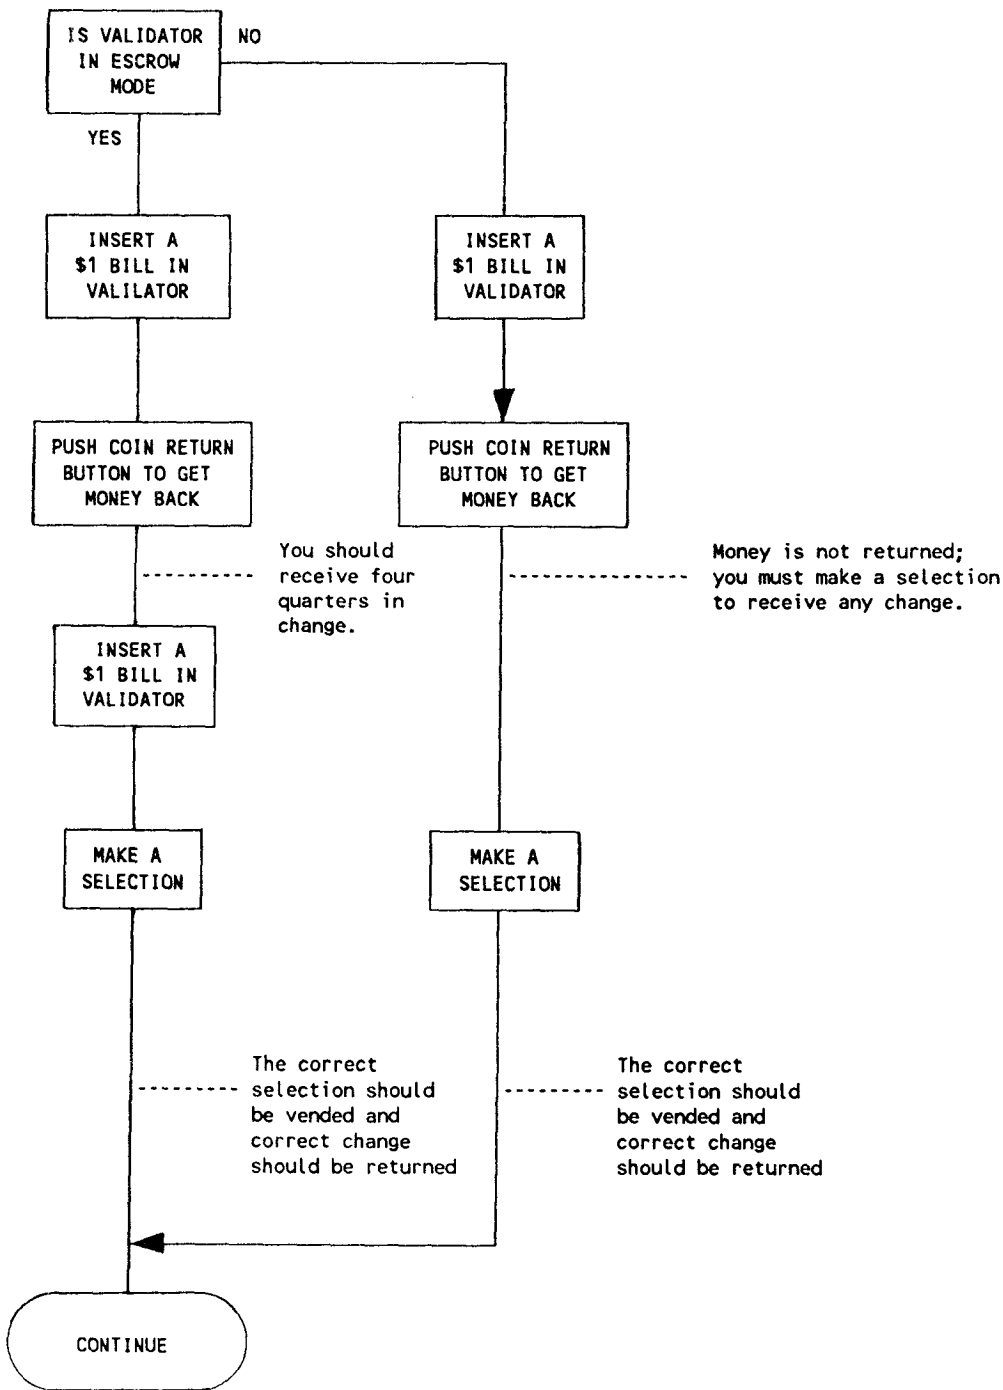 IS VALIDATOR
IN ESCROW
MODE
NO
YES
INSERT A
$1 BILL IN
VALILATOR
INSERT A
$1 BILL IN
VALIDATOR
PUSH COIN RETURN
BUTTON TO GET
MONEY BACK
PUSH COIN RETURN
BUTTON TO GET
MONEY BACK
You should
receive four
quarters in
change.
Money is not returned;
you must make a selection
to receive any change.
INSERT A
$1 BILL IN
VALIDATOR
MAKE A
SELECTION
MAKE A
SELECTION
The correct
selection should
be vended and
correct change
should be returned
The correct
selection should
be vended and
correct change
should be returned
CONTINUE